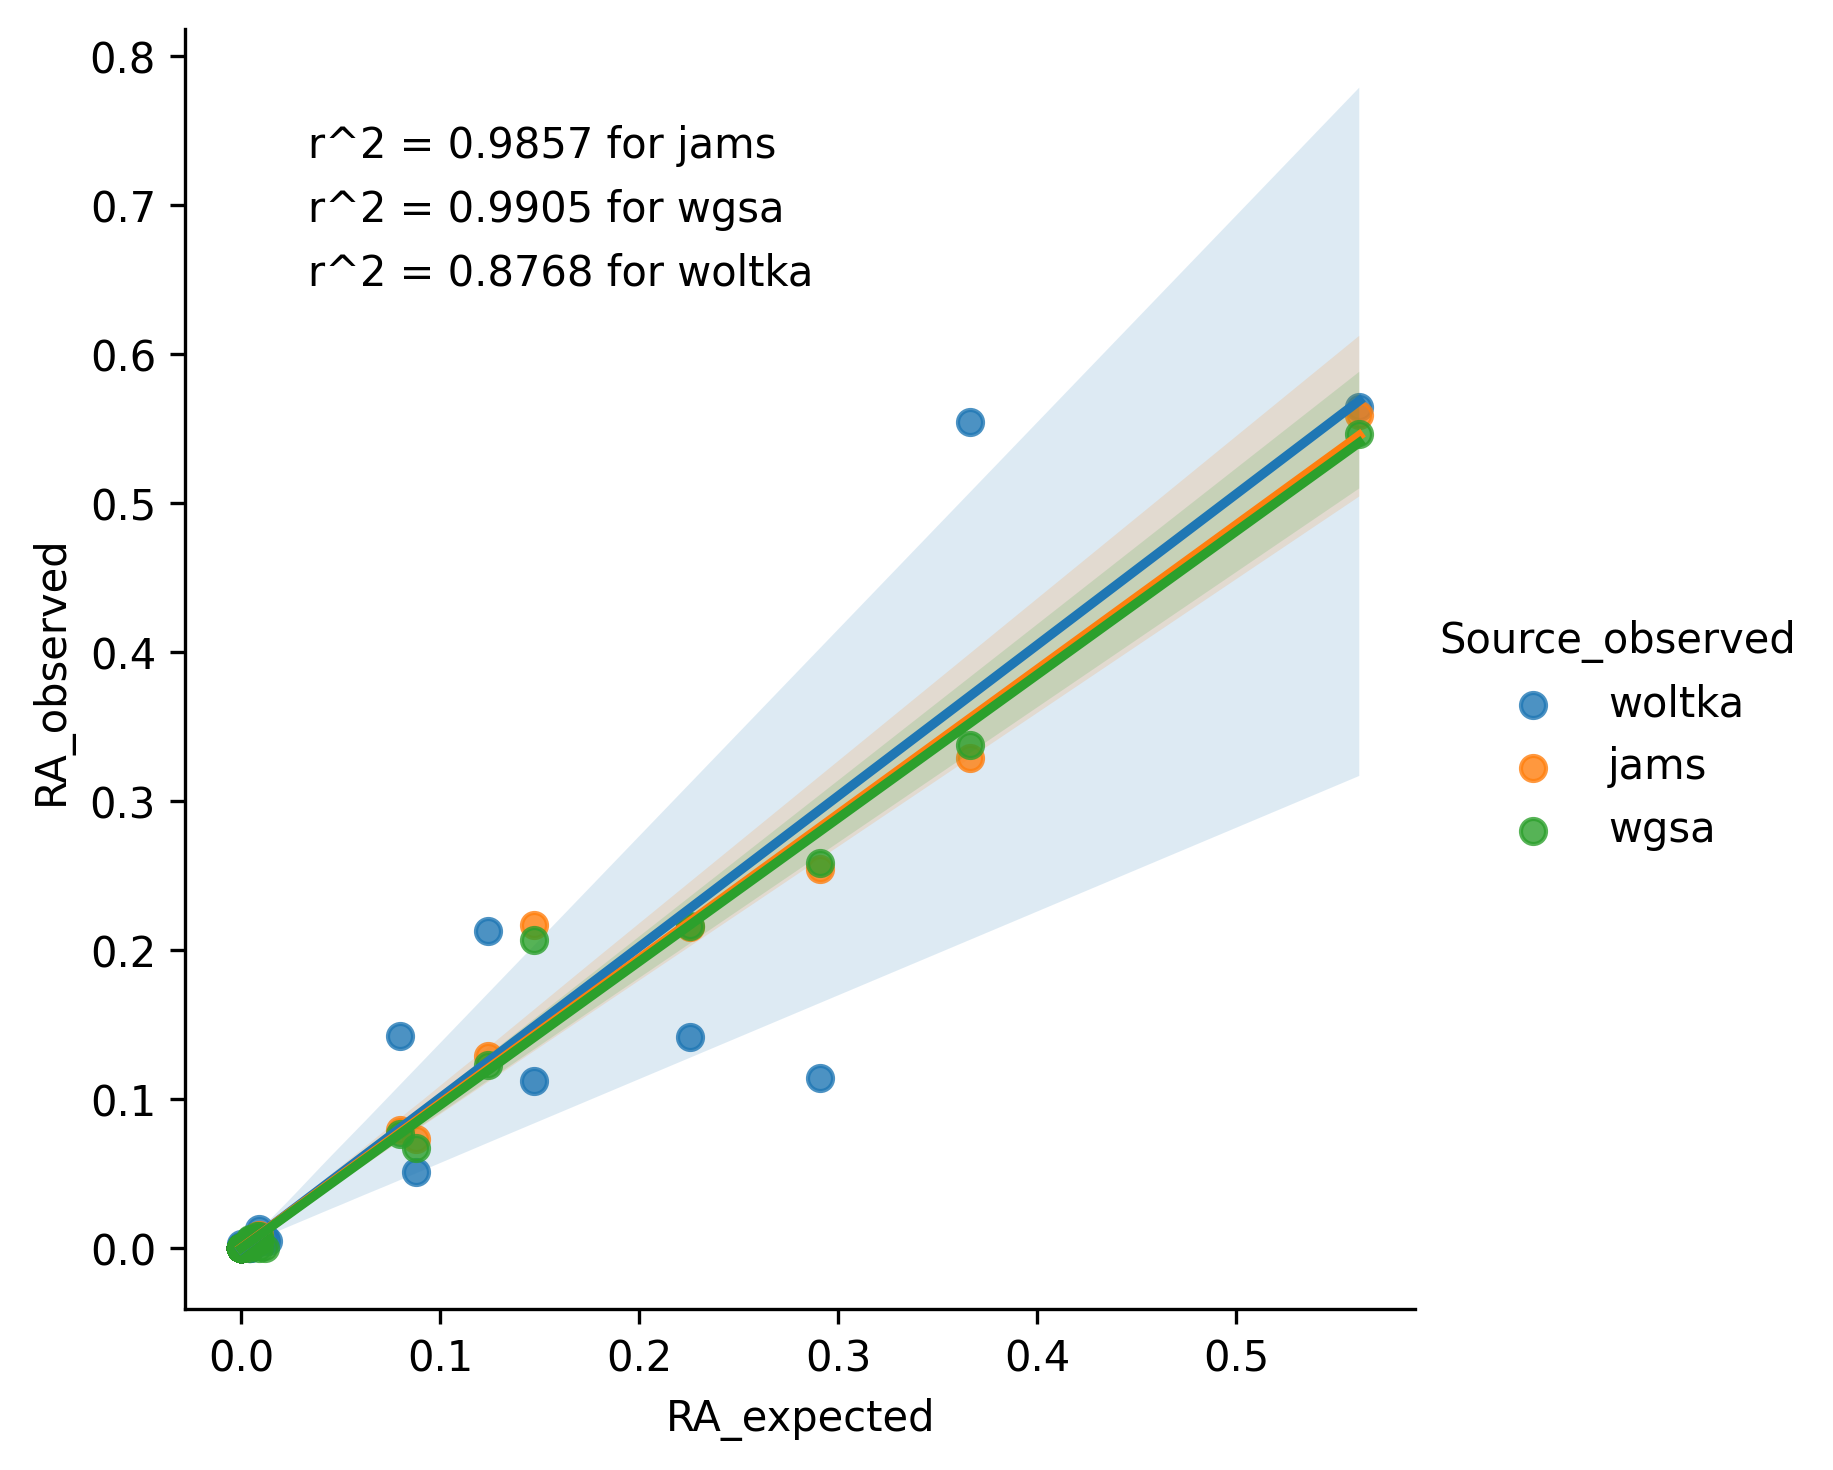 0.8
0.7
0.6
0.5
0.4
0.3
0.2
0.1
0.0
RA_observed
r^2 = 0.9857 for jams
r^2 = 0.9905 for wgsa
r^2 = 0.8768 for woltka
0.0 0.1 0.2 0.3 0.4 0.5
RA_expected
Source_observed
woltka
jams
wgsa